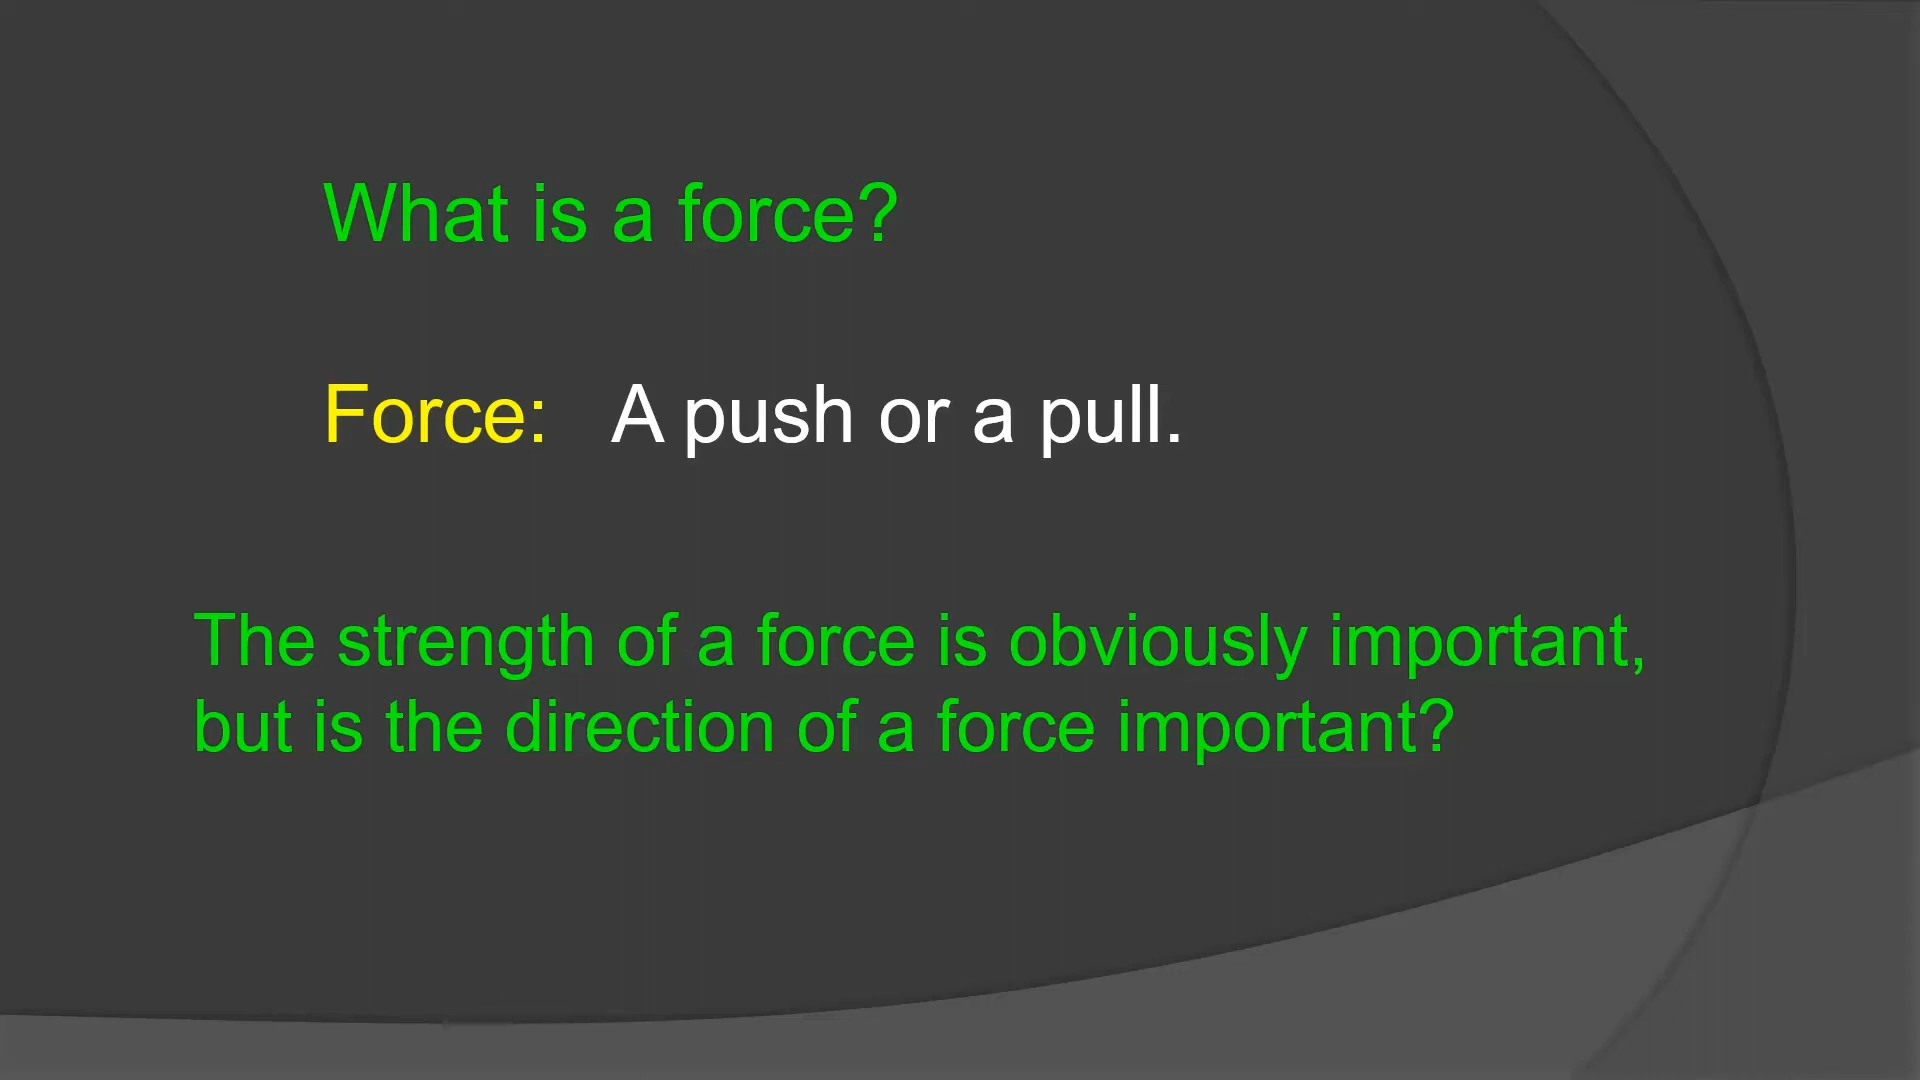 What is a force?
Force: A push or a pull.
The strength of a force is obviously important,
but is the direction of a force important?